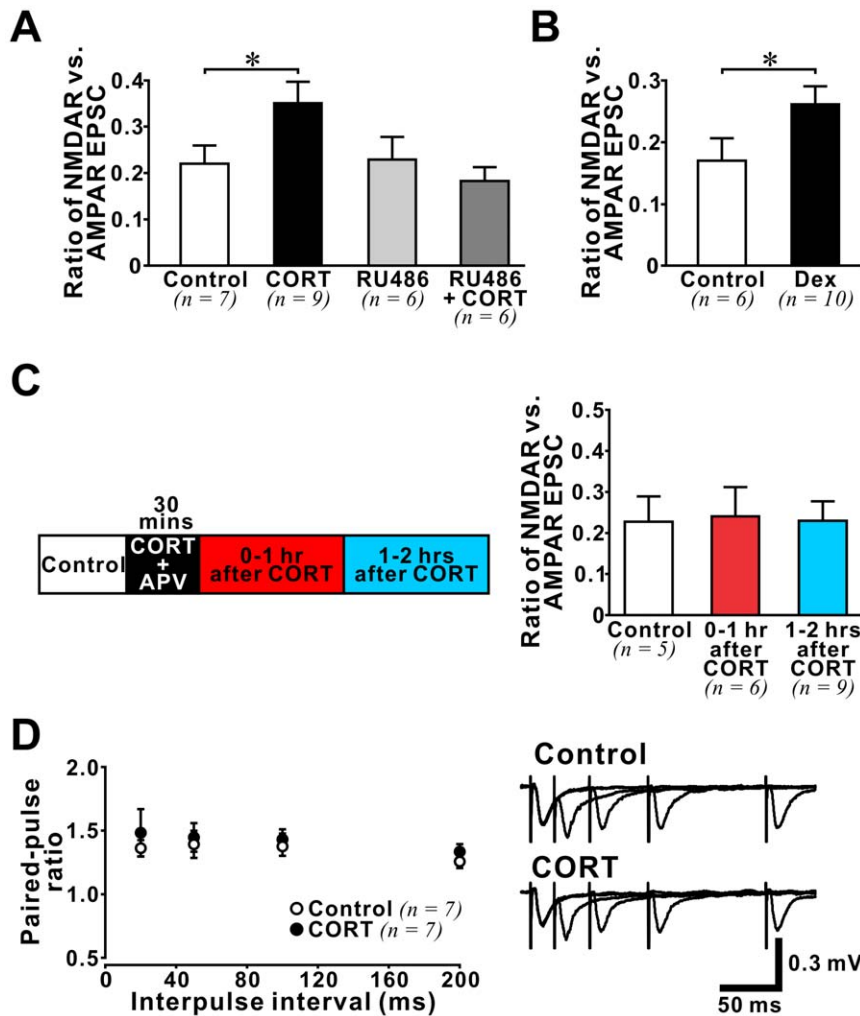 A
Ratio of NMDAR vs.
AMPAR EPSC
0.4
0.3
0.2
0.1
0
*
Control
(n = 7)
CORT
(n = 9)
RU486
(n = 6)
RU486
+ CORT
(n = 6)
B
Ratio of NMDAR vs.
AMPAR EPSC
0.3
0.2
0.1
0
*
Control
(n = 6)
Dex
(n = 10)
C
30
mins
Control
CORT
+
APV
0-1 hr
after CORT
1-2 hrs
after CORT
Ratio of NMDAR vs.
AMPAR EPSC
0.5
0.4
0.3
0.2
0.1
0
Control
(n = 5)
0-1 hr
after
CORT
(n = 6)
1-2 hrs
after
CORT
(n = 9)
D
Paired-pulse
ratio
2.0
1.5
1.0
0.5
Control (n = 7)
CORT (n = 7)
0 40 80 120 160 200
Interpulse interval (ms)
Control
CORT
0.3 mV
50 ms